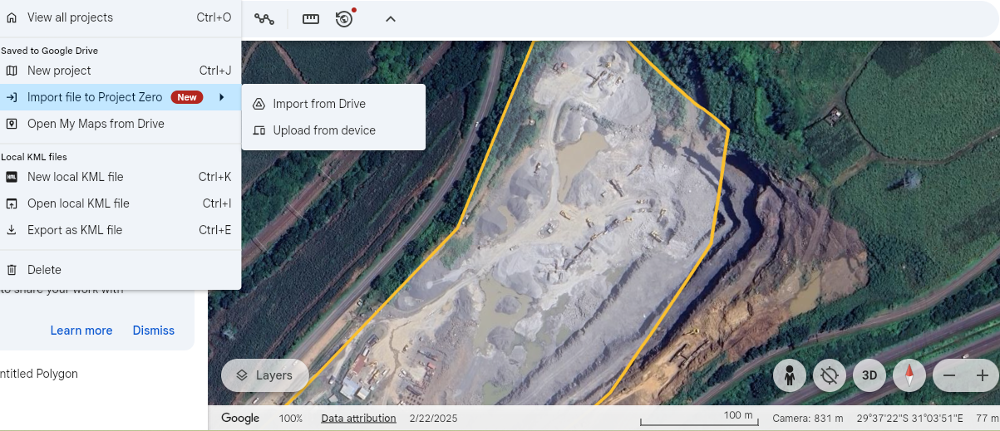 View all projects Ctrl+O
Saved to Google Drive
New project Ctrl+J
Import file to Project Zero New
Import from Drive
Open My Maps from Drive
Upload from device
Local KML files
New local KML file Ctrl+K
Open local KML file Ctrl+I
Export as KML file Ctrl+E
Delete
to share your work with
Learn more Dismiss
ntitled Polygon
Layers
3D
Google 100% Data attribution 2/22/2025 100 m Camera: 831 m 29°37'22"S 31°03'51"E 77 m